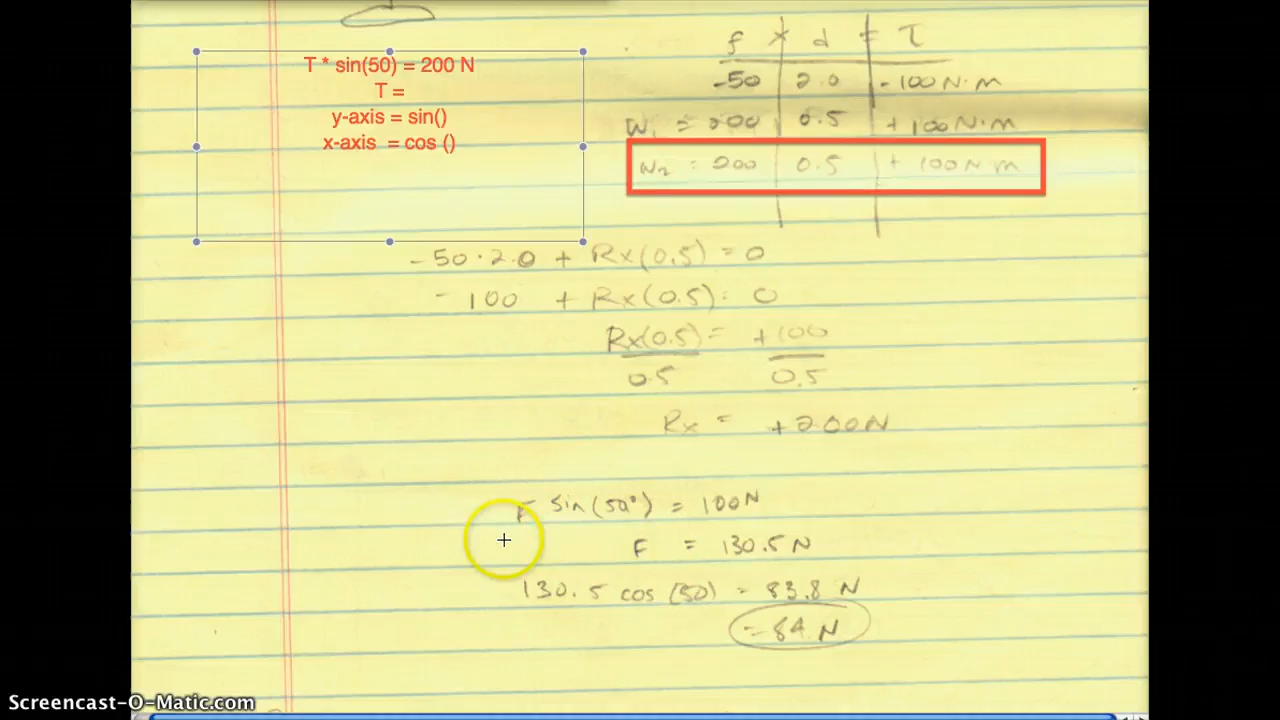 T * sin(50) = 200 N
T =
y-axis = sin()
x-axis = cos ()
f × d = τ
-50 2.0 -100 N·m
W₁ = 200 0.5 + 100 N·m
W₂ = 200 0.5 + 100 N m
-50·2.0 + Rx(0.5) = 0
- 100 + Rx(0.5) = 0
Rx(0.5) = +100
0.5 0.5
Rx = +200N
F sin(50°) = 100N
F = 130.5 N
130.5 cos (50) = 83.8 N
= 84 N
Screencast-O-Matic.com